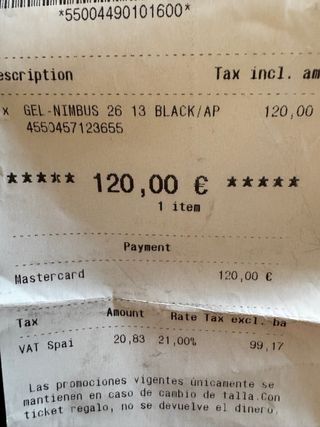 *55004490101600*
escription Tax incl. am
x GEL-NIMBUS 26 13 BLACK/AP 120,00
4550457123655
***** 120,00 € *****
1 item
Payment
Mastercard 120,00 €
Tax Amount Rate Tax excl. ba
VAT Spai 20,83 21,00% 99,17
Las promociones vigentes únicamente se
mantienen en caso de cambio de talla.Con
ticket regalo, no se devuelve el dinero